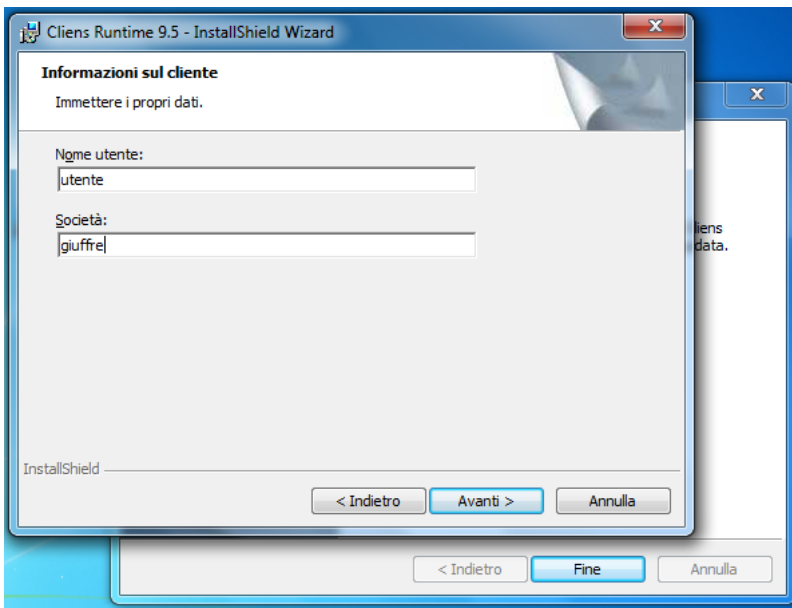 Cliens Runtime 9.5 - InstallShield Wizard
Informazioni sul cliente
Immettere i propri dati.
Nome utente:
utente
Società:
giuffre
liens
data.
InstallShield
< Indietro
Avanti >
Annulla
< Indietro
Fine
Annulla